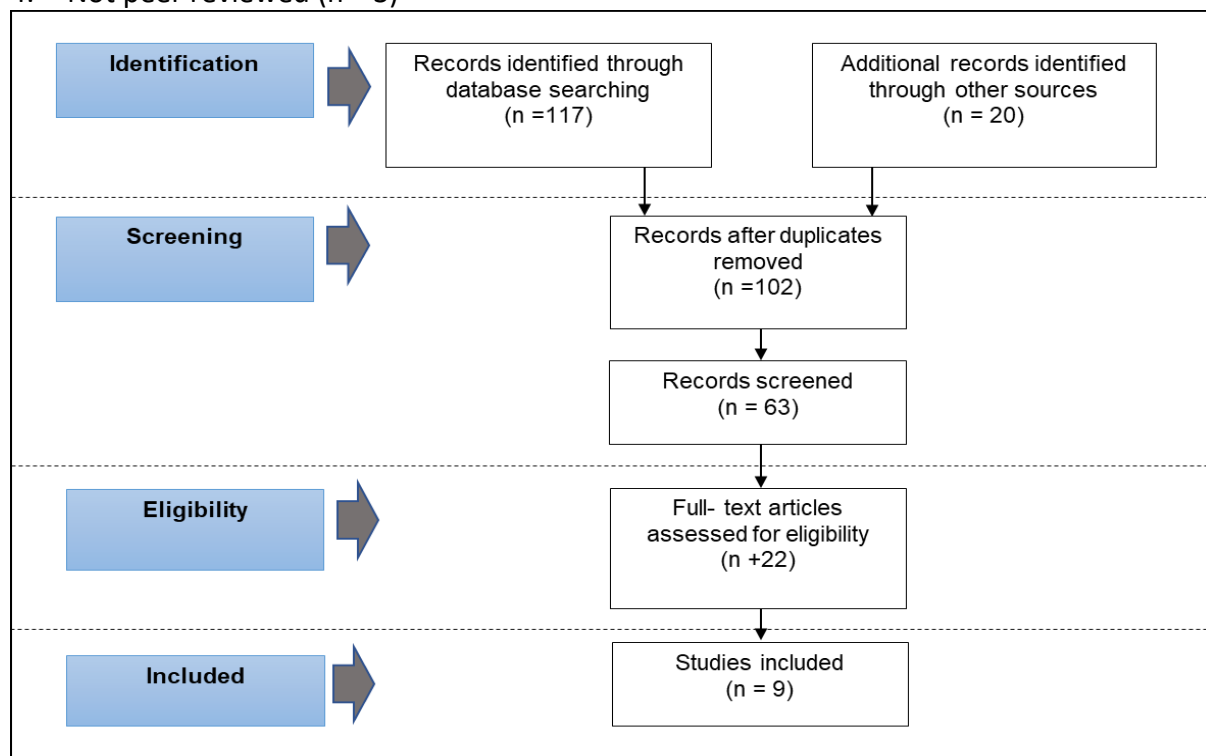 Identification
Records identified through
database searching
(n =117)
Additional records identified
through other sources
(n = 20)
Screening
Records after duplicates
removed
(n =102)
Records screened
(n = 63)
Eligibility
Full- text articles
assessed for eligibility
(n +22)
Included
Studies included
(n = 9)